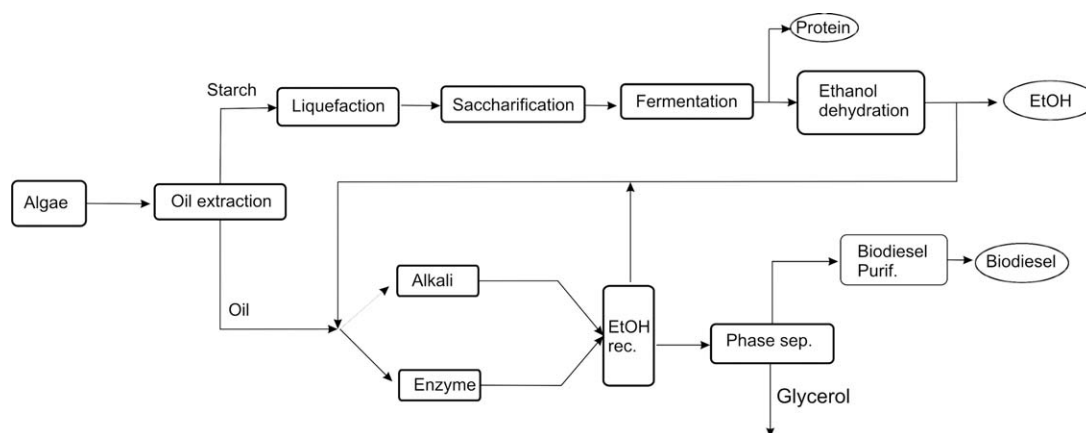 Protein
Starch
Liquefaction
Saccharification
Fermentation
Ethanol
dehydration
EtOH
Algae
Oil extraction
Biodiesel
Purif.
Biodiesel
Alkali
Oil
EtOH
rec.
Phase sep.
Enzyme
Glycerol